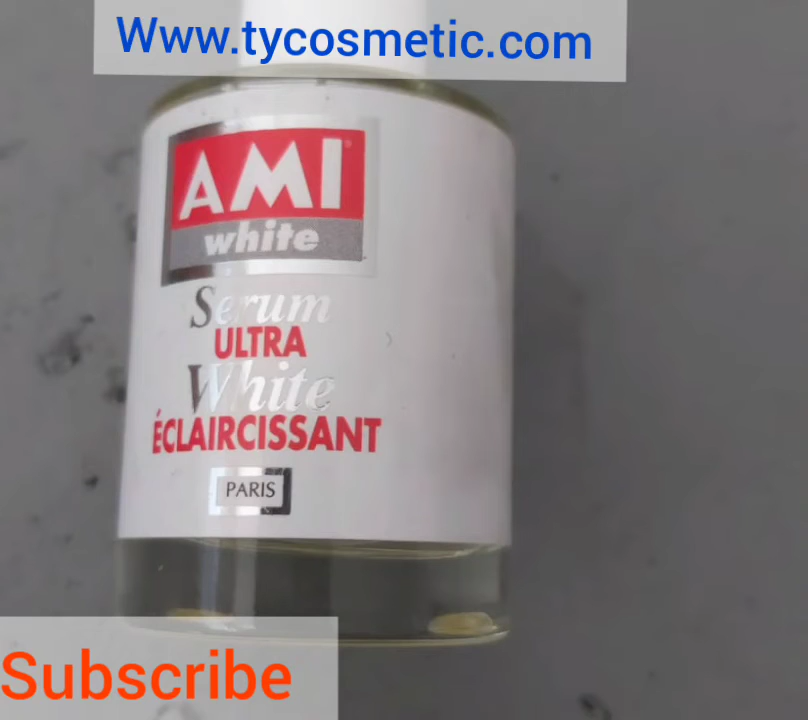 Www.tycosmetic.com
AMI
white
Serum
ULTRA
White
ÉCLAIRCISSANT
PARIS
Subscribe